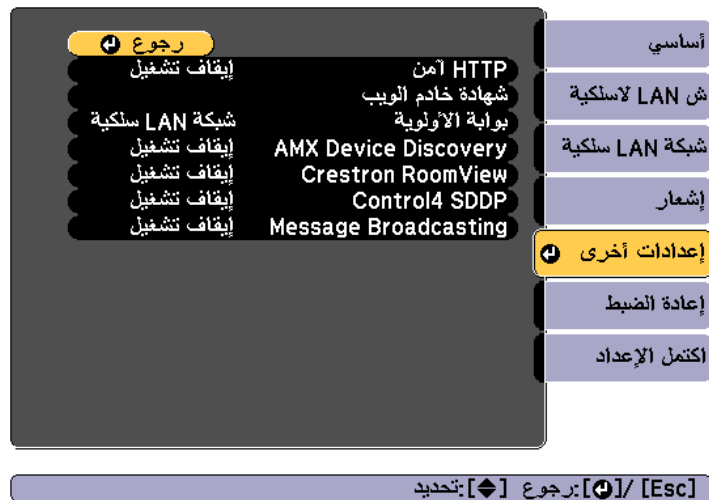 رجوع
HTTP آمن إيقاف تشغيل
شهادة خادم الويب
بوابة الأولوية شبكة LAN سلكية
AMX Device Discovery إيقاف تشغيل
Crestron RoomView إيقاف تشغيل
Control4 SDDP إيقاف تشغيل
Message Broadcasting إيقاف تشغيل
أساسي
ش LAN لاسلكية
شبكة LAN سلكية
إشعار
إعدادات أخرى
إعادة الضبط
اكتمل الإعداد
[Esc] /[⏎]:رجوع [◆]:تحديد